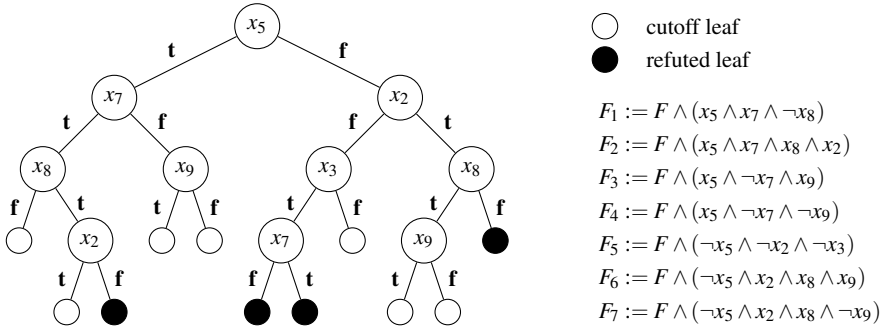 x₅
t f
x₇ x₂
t f f t
x₈ x₉ x₃ x₈
f t t f t f t f
x₂ x₇ x₉
t f f t t f
cutoff leaf
refuted leaf
F₁ := F ∧ (x₅ ∧ x₇ ∧ ¬x₈)
F₂ := F ∧ (x₅ ∧ x₇ ∧ x₈ ∧ x₂)
F₃ := F ∧ (x₅ ∧ ¬x₇ ∧ x₉)
F₄ := F ∧ (x₅ ∧ ¬x₇ ∧ ¬x₉)
F₅ := F ∧ (¬x₅ ∧ ¬x₂ ∧ ¬x₃)
F₆ := F ∧ (¬x₅ ∧ x₂ ∧ x₈ ∧ x₉)
F₇ := F ∧ (¬x₅ ∧ x₂ ∧ x₈ ∧ ¬x₉)